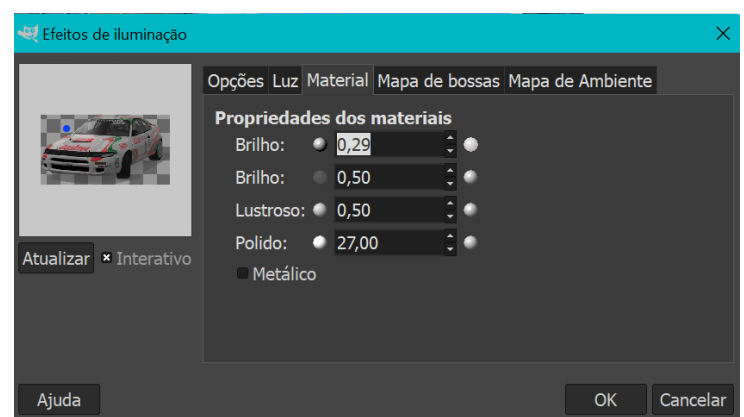 Efeitos de iluminação
Opções Luz Material Mapa de bossas Mapa de Ambiente
Propriedades dos materiais
Brilho: 0,29
Brilho: 0,50
Lustroso: 0,50
Polido: 27,00
Metálico
Atualizar Interativo
Ajuda OK Cancelar